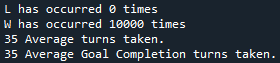 L has occurred 0 times
W has occurred 10000 times
35 Average turns taken.
35 Average Goal Completion turns taken.